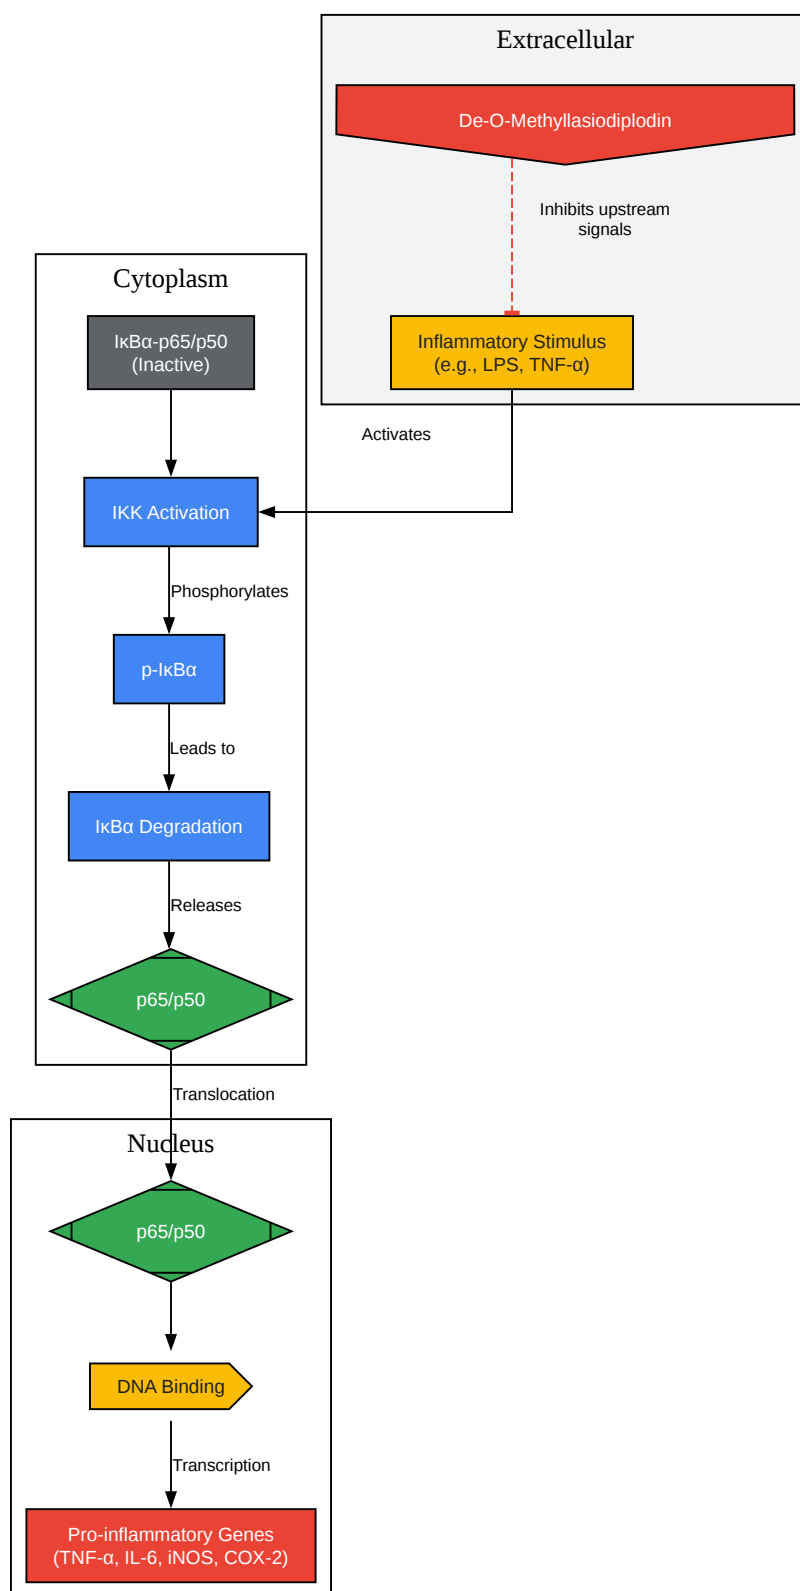 Extracellular
De-O-Methyllasiodiplodin
Inhibits upstream
signals
Inflammatory Stimulus
(e.g., LPS, TNF-α)
Activates
Cytoplasm
IκBα-p65/p50
(Inactive)
IKK Activation
Phosphorylates
p-IκBα
Leads to
IκBα Degradation
Releases
p65/p50
Translocation
Nucleus
p65/p50
DNA Binding
Transcription
Pro-inflammatory Genes
(TNF-α, IL-6, iNOS, COX-2)